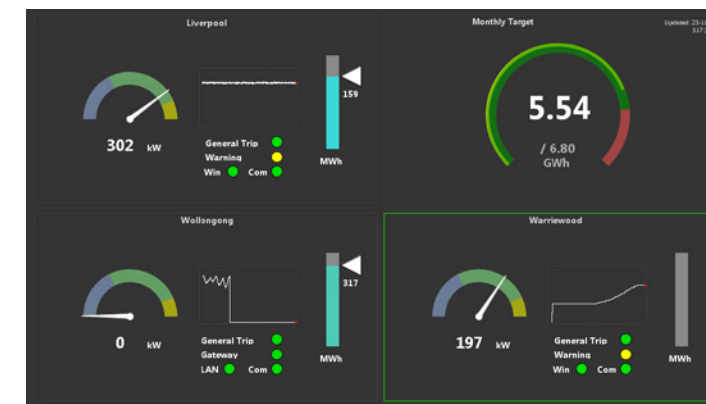 Liverpool
302 kW
159
General Trip
Warning
Win Com
MWh
Monthly Target
Updated: 23-11
5.54
/ 6.80
GWh
Wollongong
0 kW
317
General Trip
Gateway
LAN Com
MWh
Warriewood
197 kW
General Trip
Warning
Win Com
MWh